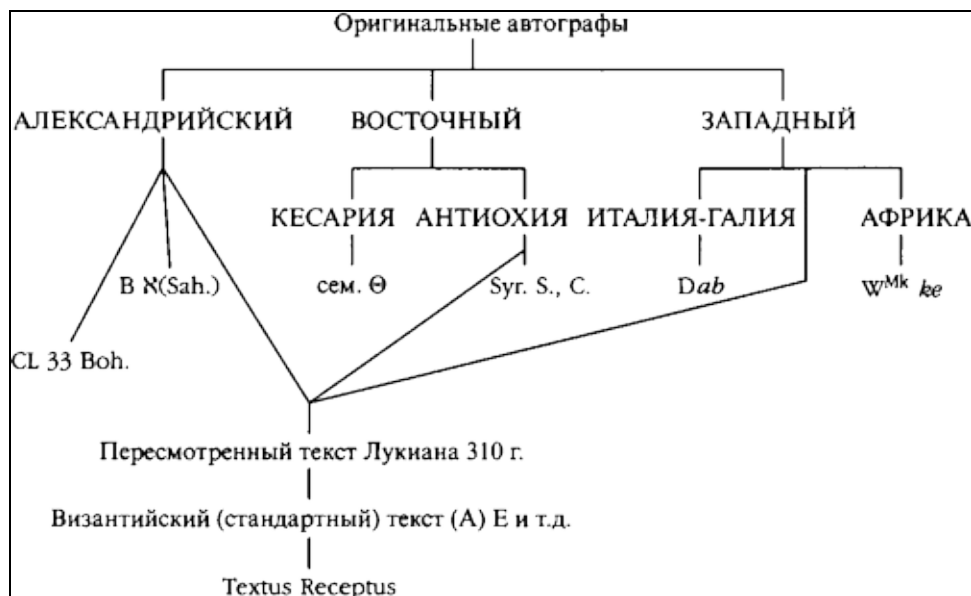 Оригинальные автографы
АЛЕКСАНДРИЙСКИЙ ВОСТОЧНЫЙ ЗАПАДНЫЙ
КЕСАРИЯ АНТИОХИЯ ИТАЛИЯ-ГАЛИЯ АФРИКА
B ℵ(Sah.) сем. Θ Syr. S., C. Dab W^Mk ke
CL 33 Boh.
Пересмотренный текст Лукиана 310 г.
Византийский (стандартный) текст (A) E и т.д.
Textus Receptus